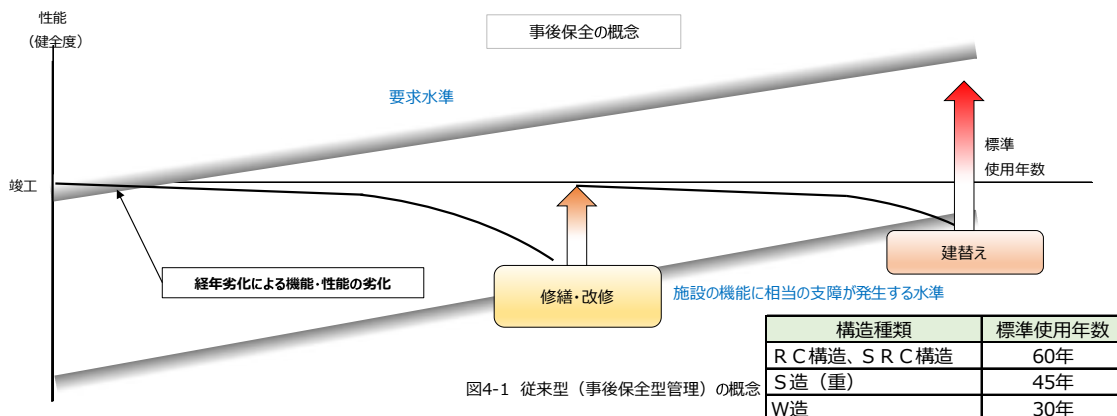 性能
（健全度）
事後保全の概念
要求水準
標準
使用年数
竣工
建替え
経年劣化による機能・性能の劣化
修繕・改修
施設の機能に相当の支障が発生する水準
図4-1 従来型（事後保全型管理）の概念
構造種類 標準使用年数
ＲＣ構造、ＳＲＣ構造 60年
Ｓ造（重） 45年
W造 30年